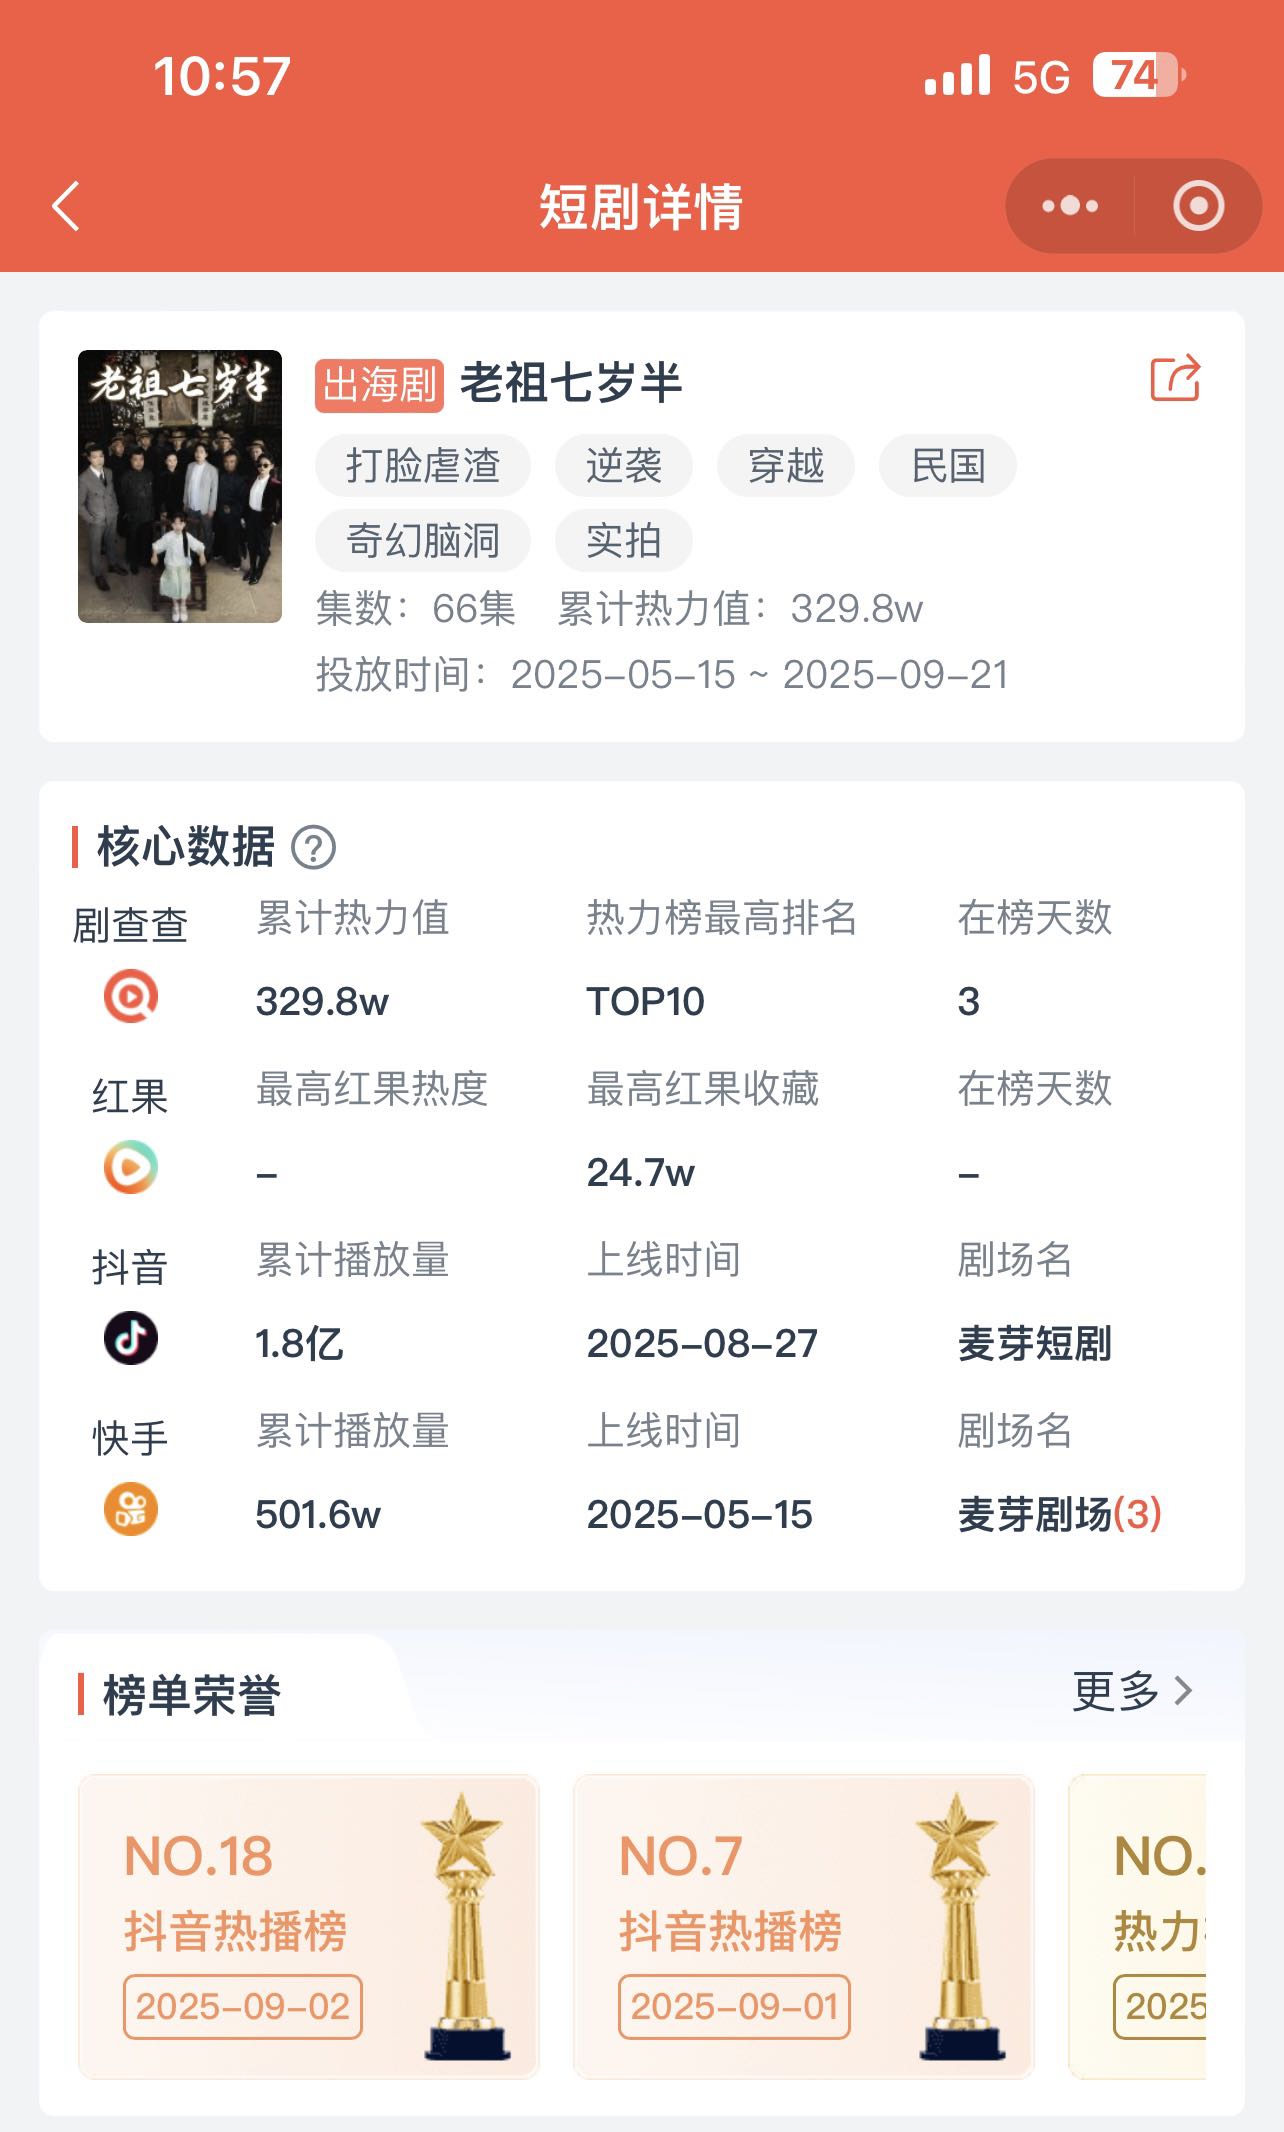 10:57
5G 74
短剧详情
老祖七岁半
出海剧 老祖七岁半
打脸虐渣 逆袭 穿越 民国
奇幻脑洞 实拍
集数：66集 累计热力值：329.8w
投放时间：2025-05-15 ~ 2025-09-21
核心数据 ?
剧查查 累计热力值 热力榜最高排名 在榜天数
329.8w TOP10 3
红果 最高红果热度 最高红果收藏 在榜天数
– 24.7w –
抖音 累计播放量 上线时间 剧场名
1.8亿 2025-08-27 麦芽短剧
快手 累计播放量 上线时间 剧场名
501.6w 2025-05-15 麦芽剧场(3)
榜单荣誉 更多
NO.18 NO.7 NO.
抖音热播榜 抖音热播榜 热力
2025-09-02 2025-09-01 2025